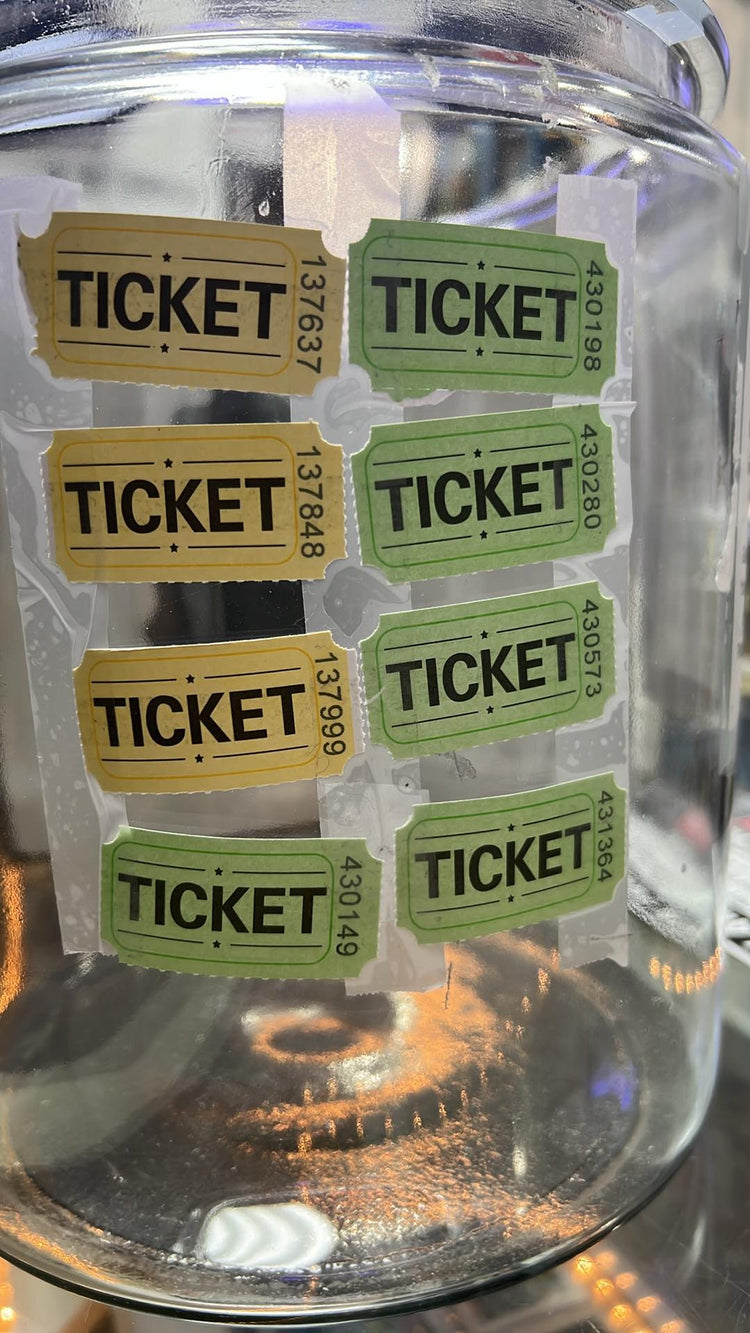 TICKET 137637
TICKET 430198
TICKET 137848
TICKET 430280
TICKET 137999
TICKET 430573
TICKET 430149
TICKET 431364